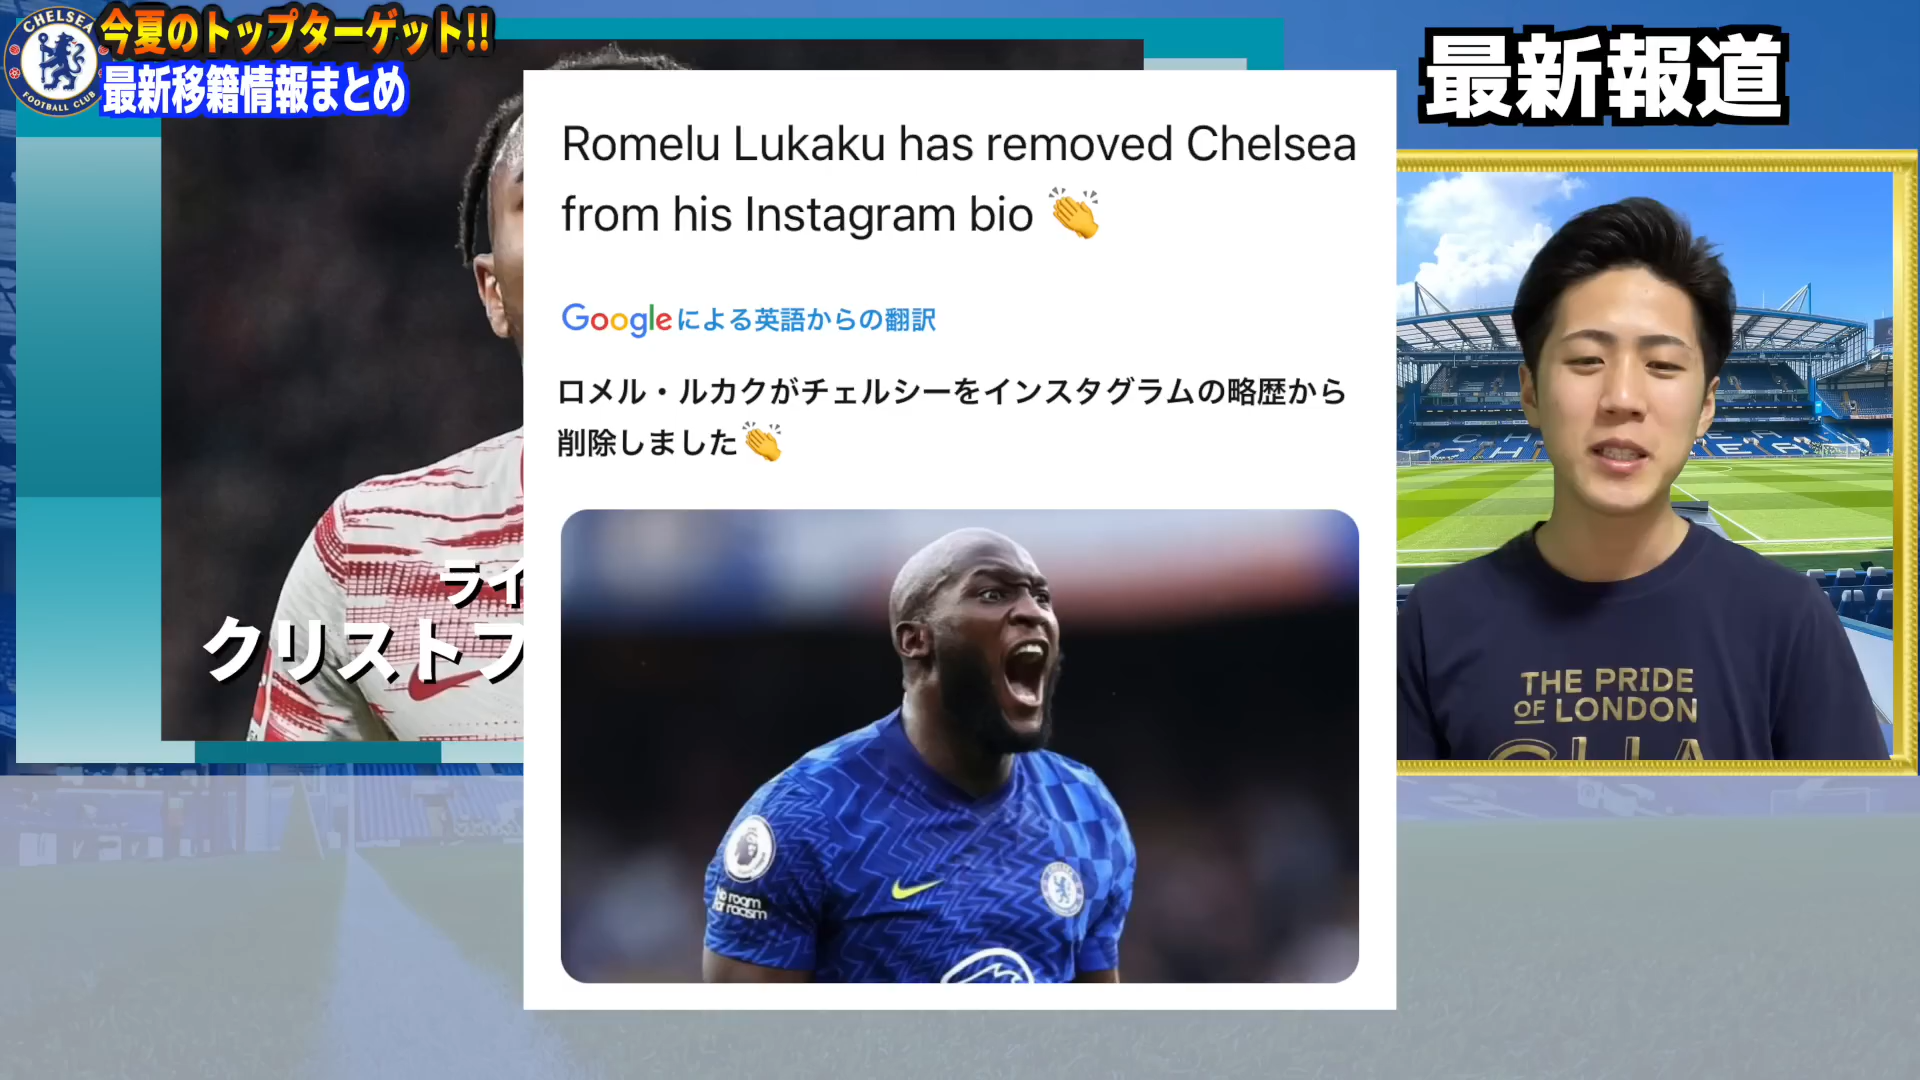 CHELSEA
FOOTBALL CLUB
今夏のトップターゲット!!
最新移籍情報まとめ
最新報道
Romelu Lukaku has removed Chelsea
from his Instagram bio 👏
Googleによる英語からの翻訳
ロメル・ルカクがチェルシーをインスタグラムの略歴から
削除しました👏
ライ
クリストフ
No room
for racism
THE PRIDE
OF LONDON